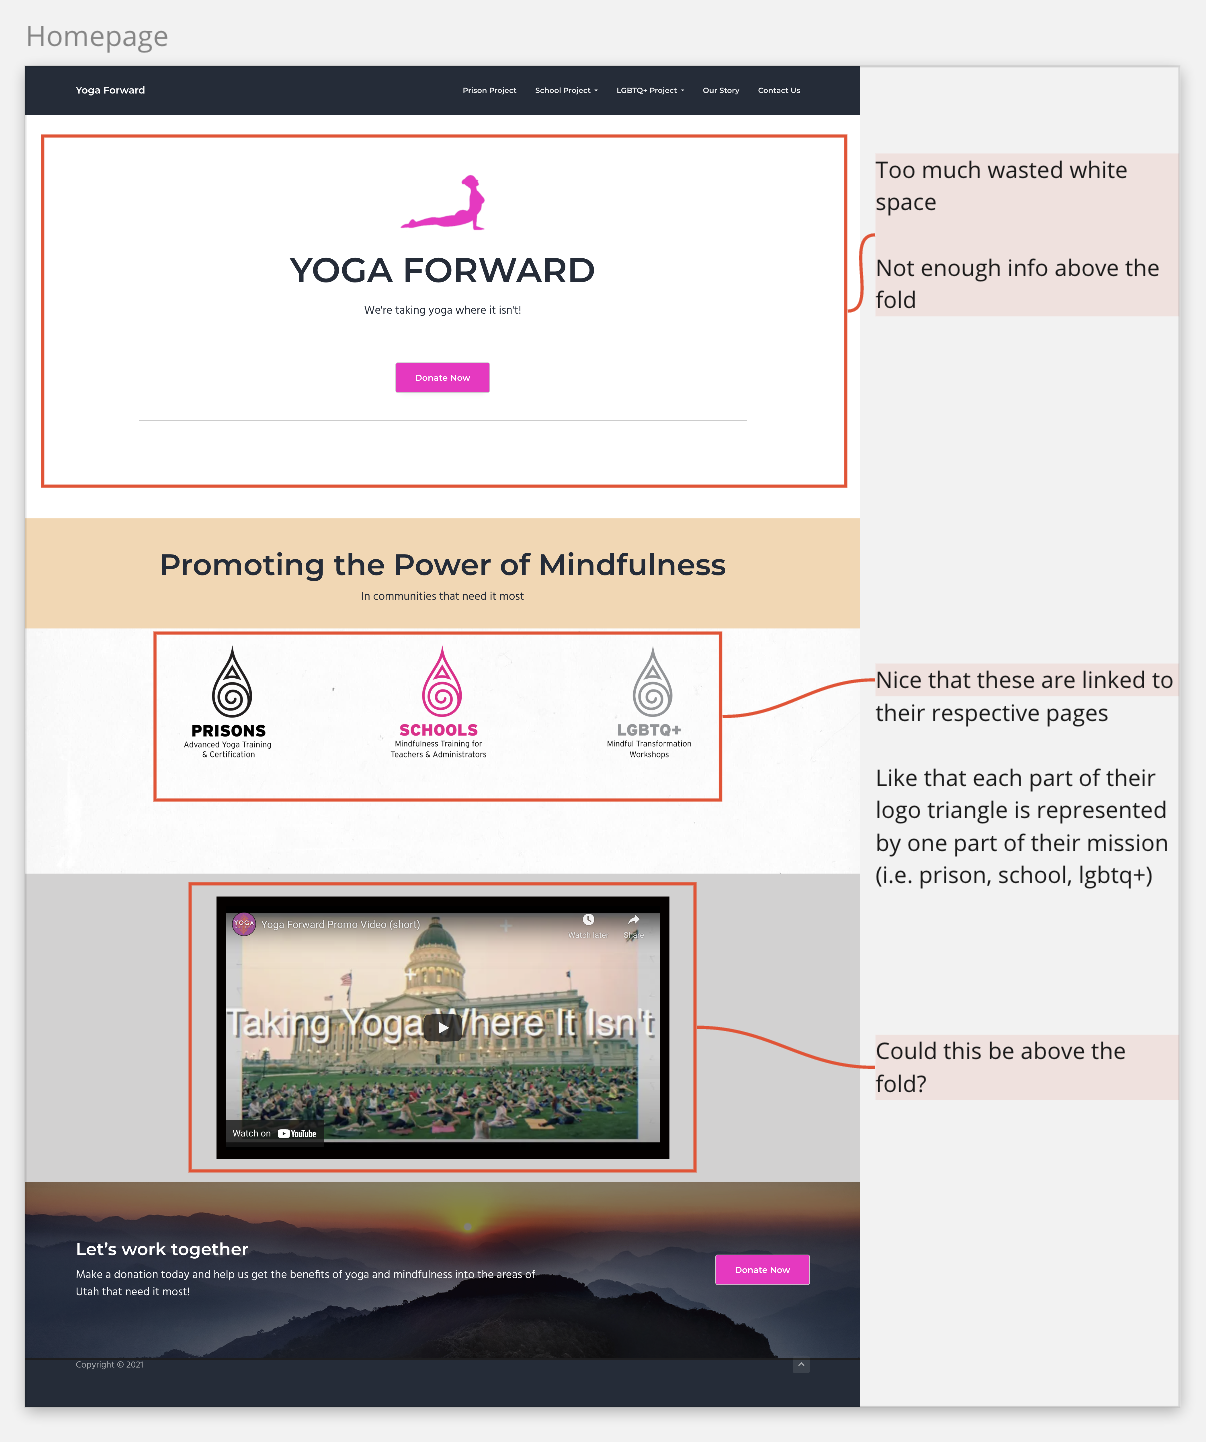 Homepage
Yoga Forward
Prison Project
School Project
LGBTQ+ Project
Our Story
Contact Us
YOGA FORWARD
We're taking yoga where it isn't!
Donate Now
Too much wasted white
space
Not enough info above the
fold
Promoting the Power of Mindfulness
In communities that need it most
PRISONS
Advanced Yoga Training
& Certification
SCHOOLS
Mindfulness Training for
Teachers & Administrators
LGBTQ+
Mindful Transformation
Workshops
Nice that these are linked to
their respective pages
Like that each part of their
logo triangle is represented
by one part of their mission
(i.e. prison, school, lgbtq+)
YOGA
Yoga Forward Promo Video (short)
Watch later
Share
Taking Yoga Where It Isn't
Watch on YouTube
Could this be above the
fold?
Let's work together
Make a donation today and help us get the benefits of yoga and mindfulness into the areas of
Utah that need it most!
Donate Now
Copyright © 2021